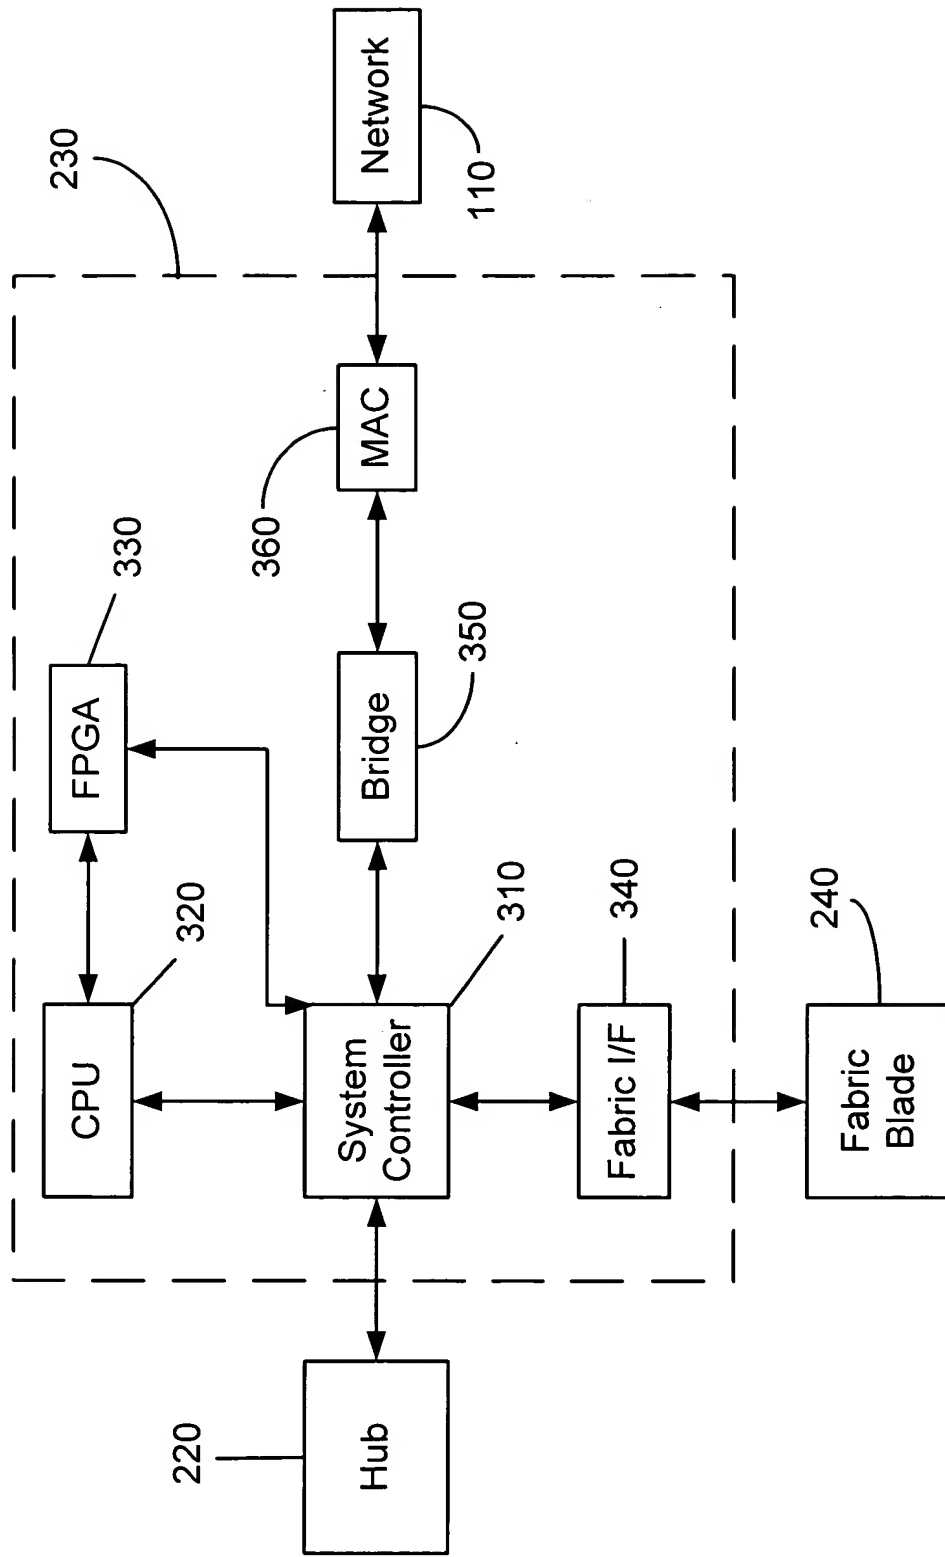 230
CPU
FPGA
330
320
220
360
Hub
System
Controller
Bridge
MAC
Network
310
350
110
Fabric I/F
340
Fabric
Blade
240